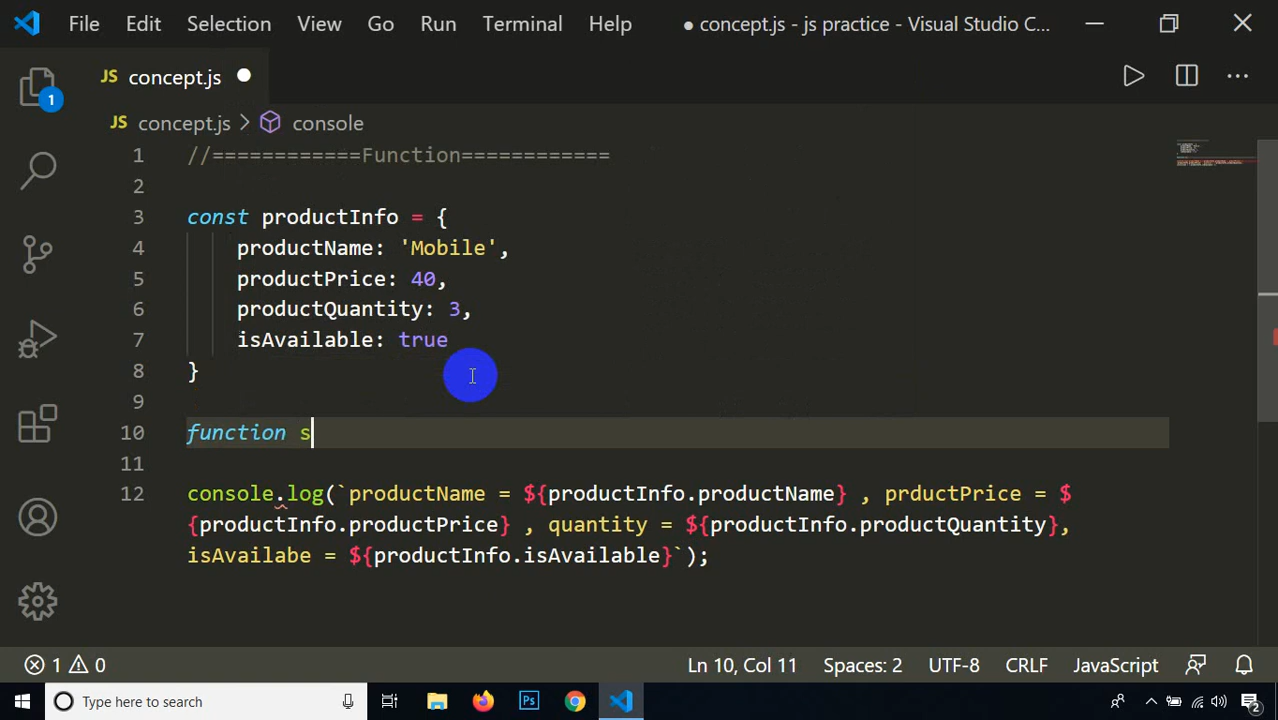 File Edit Selection View Go Run Terminal Help ● concept.js - js practice - Visual Studio C...
JS concept.js ●
JS concept.js > console
1 //============Function============
2
3 const productInfo = {
4 productName: 'Mobile',
5 productPrice: 40,
6 productQuantity: 3,
7 isAvailable: true
8 }
9
10 function s
11
12 console.log(`productName = ${productInfo.productName} , prductPrice = $
{productInfo.productPrice} , quantity = ${productInfo.productQuantity},
isAvailabe = ${productInfo.isAvailable}`);
1
1 0 Ln 10, Col 11 Spaces: 2 UTF-8 CRLF JavaScript
Type here to search Ps 2